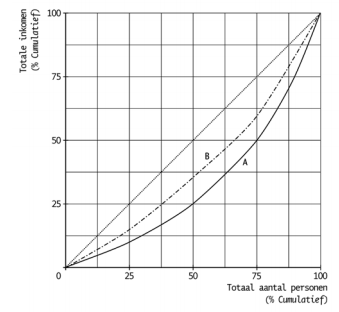 Totale inkomen
(% Cumulatief)
100
75
50
25
0
B
A
25
50
75
100
Totaal aantal personen
(% Cumulatief)